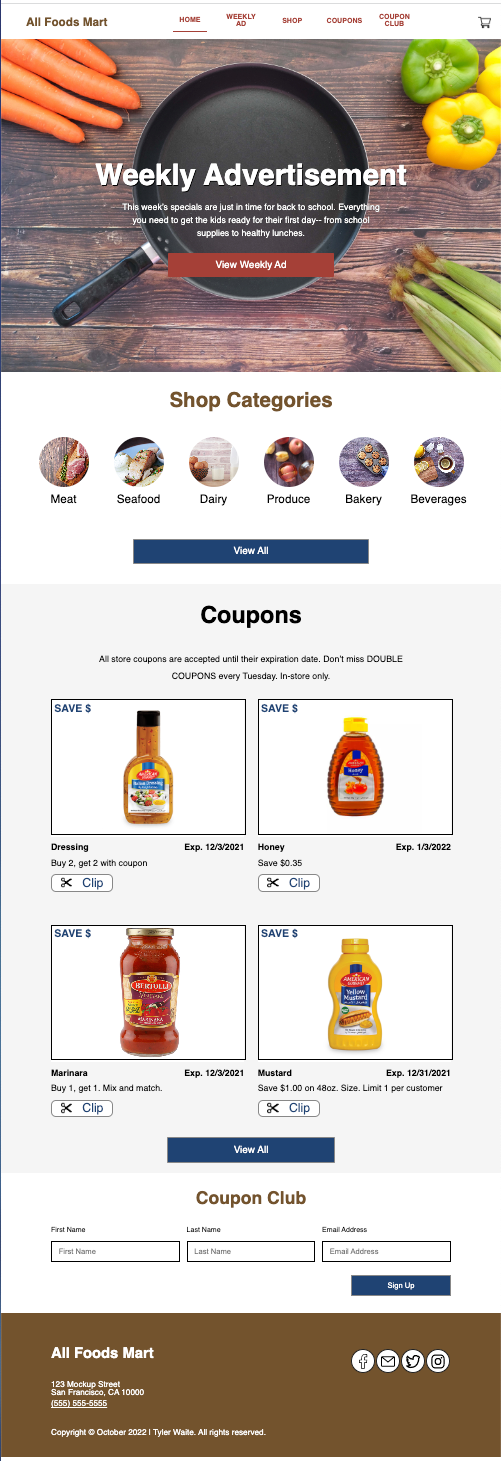 All Foods Mart
HOME
WEEKLY
AD
SHOP
COUPONS
COUPON
CLUB
Weekly Advertisement
This week's specials are just in time for back to school. Everything
you need to get the kids ready for their first day-- from school
supplies to healthy lunches.
View Weekly Ad
Shop Categories
Meat
Seafood
Dairy
Produce
Bakery
Beverages
View All
Coupons
All store coupons are accepted until their expiration date. Don't miss DOUBLE
COUPONS every Tuesday. In-store only.
SAVE $
SAVE $
Honey
Dressing Exp. 12/3/2021
Buy 2, get 2 with coupon
Clip
Honey Exp. 1/3/2022
Save $0.35
Clip
SAVE $
BERTOLLI
MARINARA
SAVE $
AMERICAN
GARDEN
Yellow
Mustard
Marinara Exp. 12/3/2021
Buy 1, get 1. Mix and match.
Clip
Mustard Exp. 12/31/2021
Save $1.00 on 48oz. Size. Limit 1 per customer
Clip
View All
Coupon Club
First Name
Last Name
Email Address
First Name
Last Name
Email Address
Sign Up
All Foods Mart
123 Mockup Street
San Francisco, CA 10000
(555) 555-5555
Copyright © October 2022 | Tyler Waite. All rights reserved.